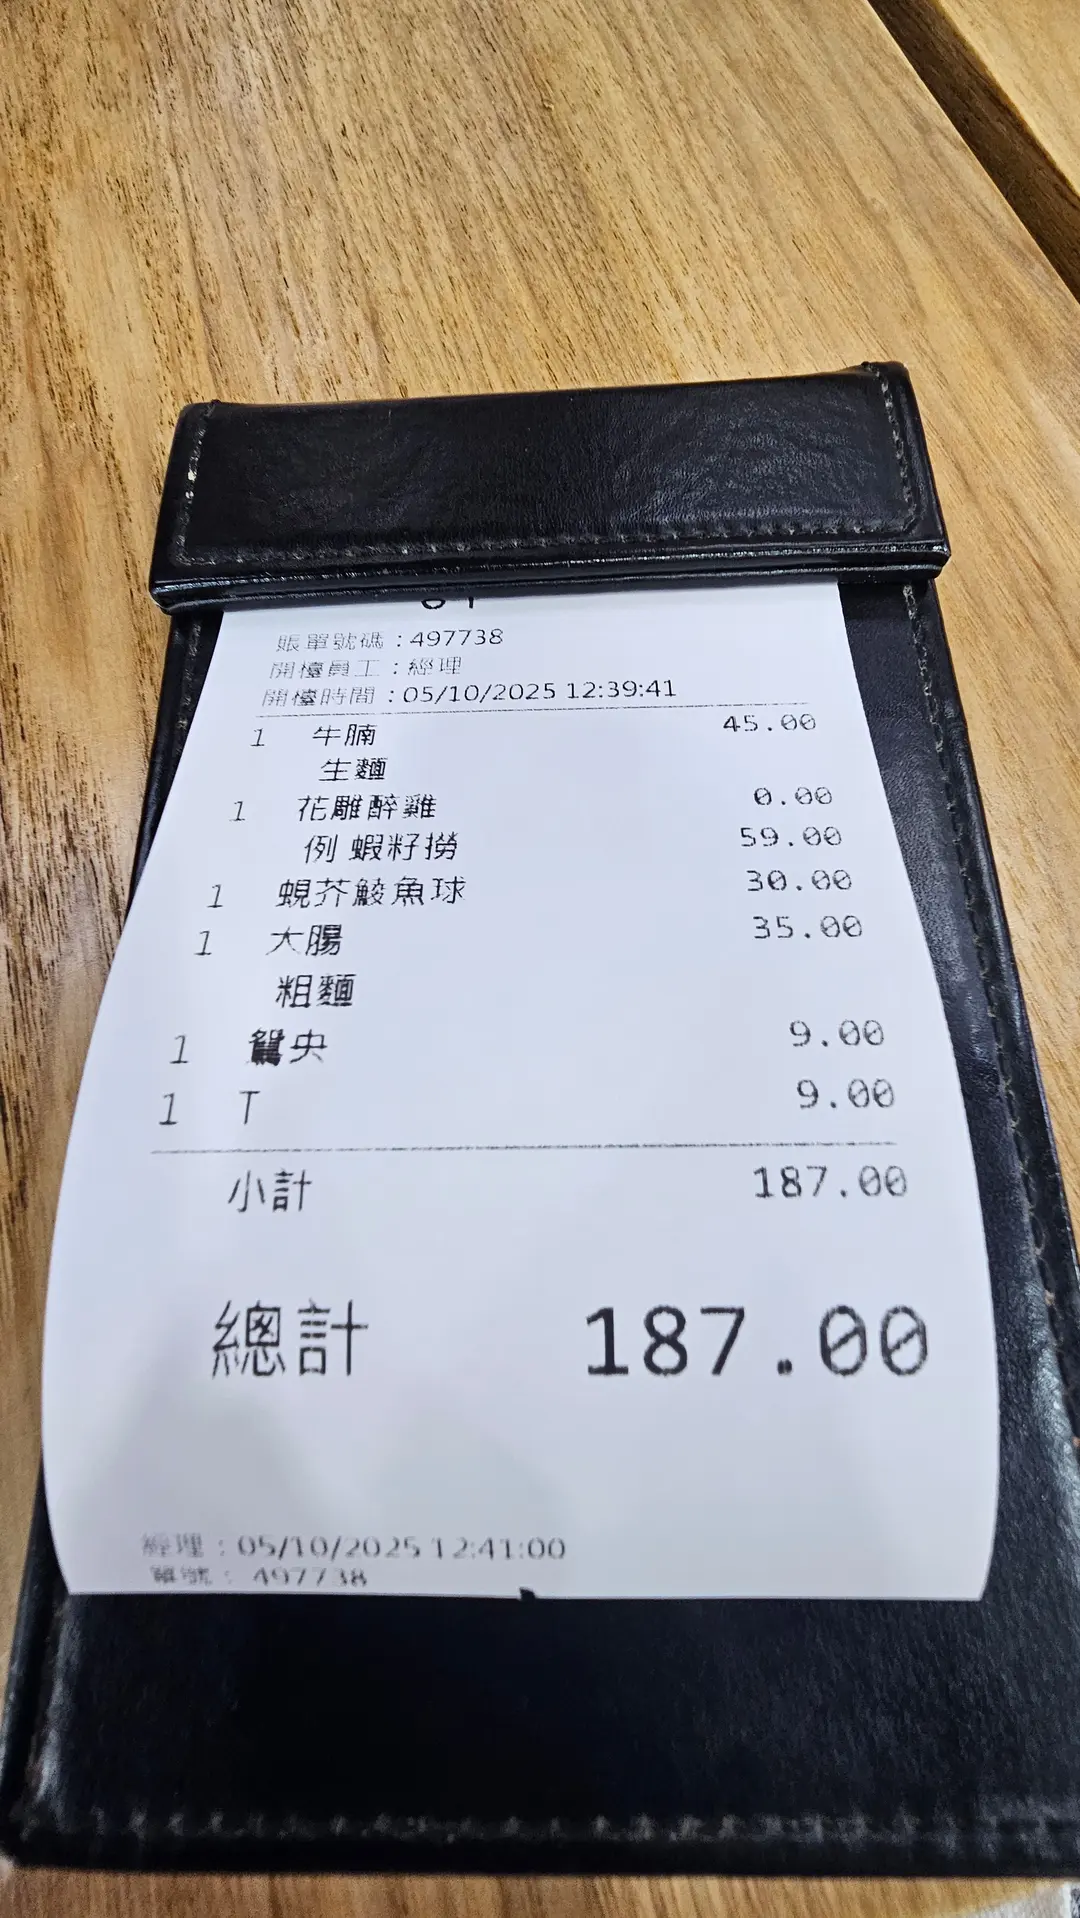 賬單號碼：497738
開檯員工：經理
開檯時間：05/10/2025 12:39:41
1 牛腩 45.00
生麵
1 花雕醉雞 0.00
例 蝦籽撈 59.00
1 蜆芥鯪魚球 30.00
1 大腸 35.00
粗麵
1 鴛央 9.00
1 T 9.00
小計 187.00
總計 187.00
經理：05/10/2025 12:41:00
單號： 497738